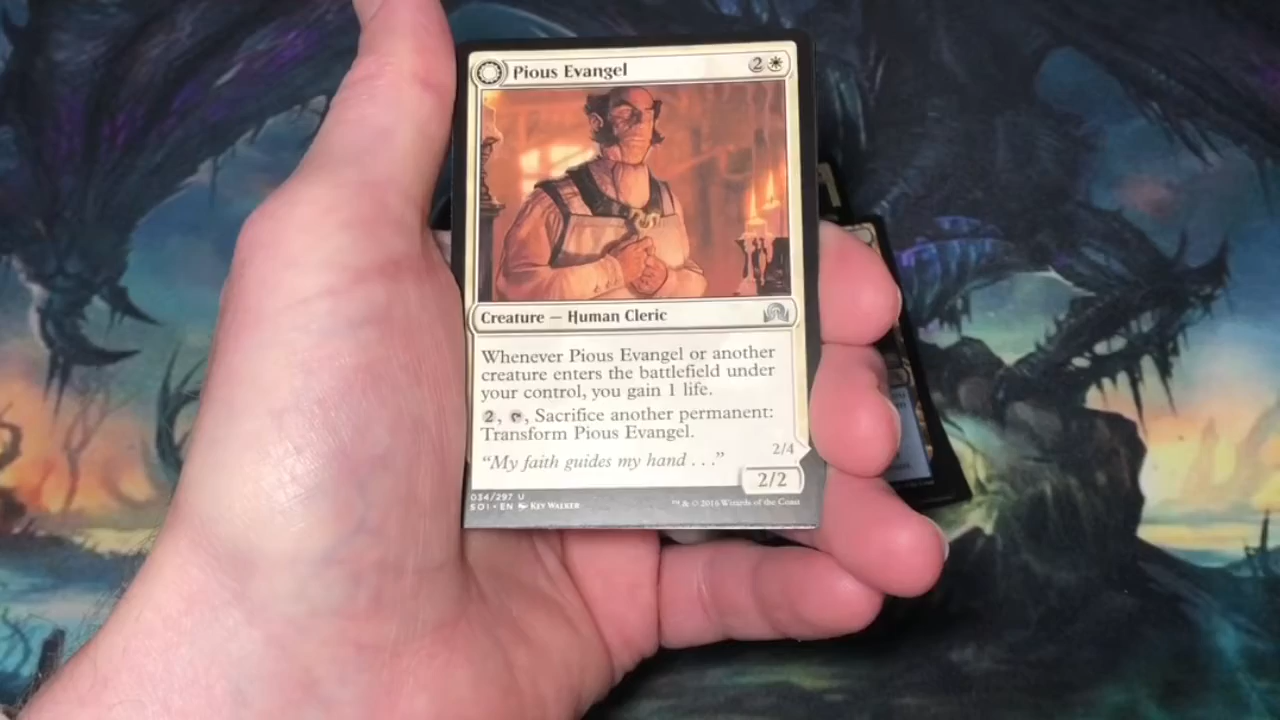 Pious Evangel 2
Creature — Human Cleric
Whenever Pious Evangel or another
creature enters the battlefield under
your control, you gain 1 life.
2, , Sacrifice another permanent:
Transform Pious Evangel.
“My faith guides my hand . . .”
2/4
2/2
034/297 U
SOI • EN Kev Walker
™ & © 2016 Wizards of the Coast